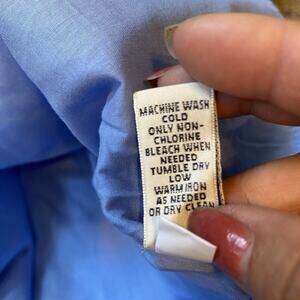 MACHINE WASH
COLD
ONLY NON-
CHLORINE
BLEACH WHEN
NEEDED
TUMBLE DRY
LOW
WARM IRON
AS NEEDED
OR DRY CLEAN